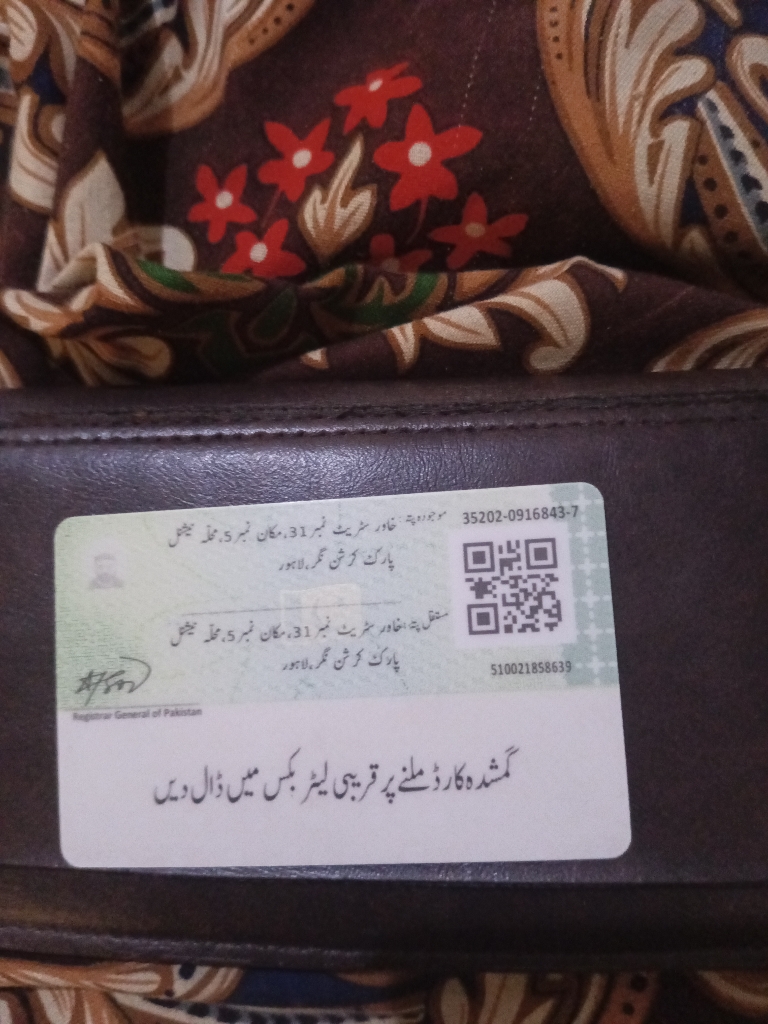 موجودہ پتہ: خاور سٹریٹ نمبر 31، مکان نمبر 5، محلّہ نیشنل
پارک کرشن نگر، لاہور
35202-0916843-7
مستقل پتہ: خاور سٹریٹ نمبر 31، مکان نمبر 5، محلّہ نیشنل
پارک کرشن نگر، لاہور
510021858639
Registrar General of Pakistan
گمشدہ کارڈ ملنے پر قریبی لیٹر بکس میں ڈال دیں